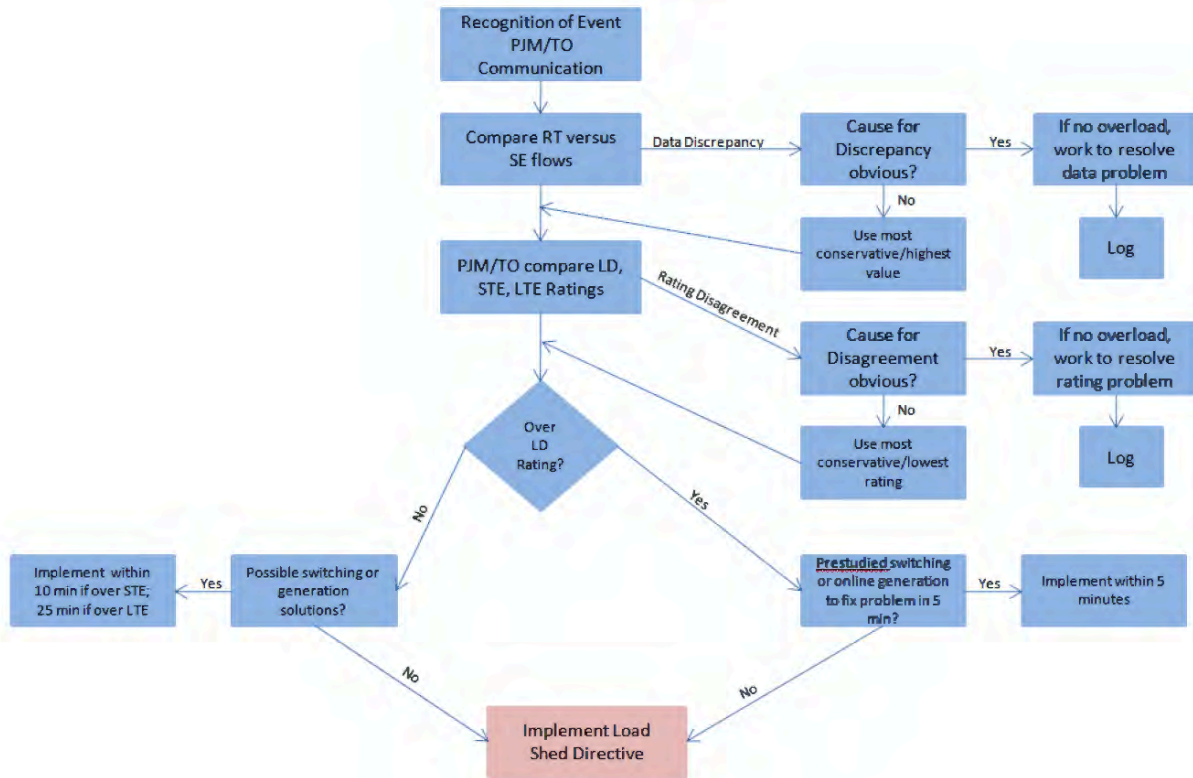 Recognition of Event
PJM/TO
Communication
Compare RT versus
SE flows
Data Discrepancy
Cause for
Discrepancy
obvious?
Yes
If no overload,
work to resolve
data problem
No
Use most
conservative/highest
value
Log
PJM/TO compare LD,
STE, LTE Ratings
Rating Disagreement
Cause for
Disagreement
obvious?
Yes
If no overload,
work to resolve
rating problem
No
Use most
conservative/lowest
rating
Log
Over
LD
Rating?
No
Yes
Implement within
10 min if over STE;
25 min if over LTE
Yes
Possible switching or
generation
solutions?
Prestudied switching
or online generation
to fix problem in 5
min?
Yes
Implement within 5
minutes
No
No
Implement Load
Shed Directive